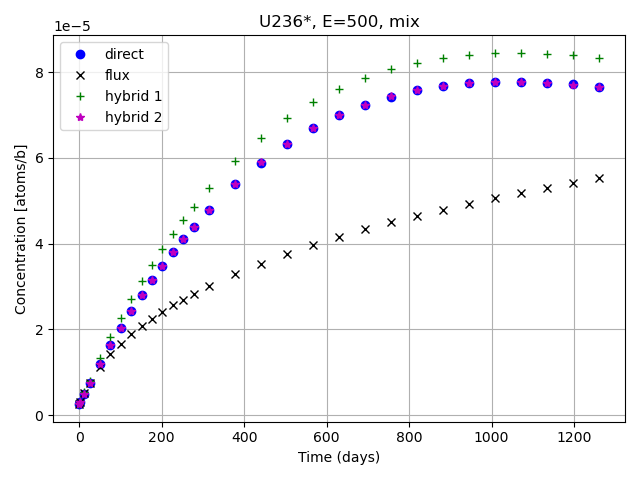 U236*, E=500, mix
1e−5
direct
flux
hybrid 1
hybrid 2
Concentration [atoms/b]
8
6
4
2
0
0 200 400 600 800 1000 1200
Time (days)